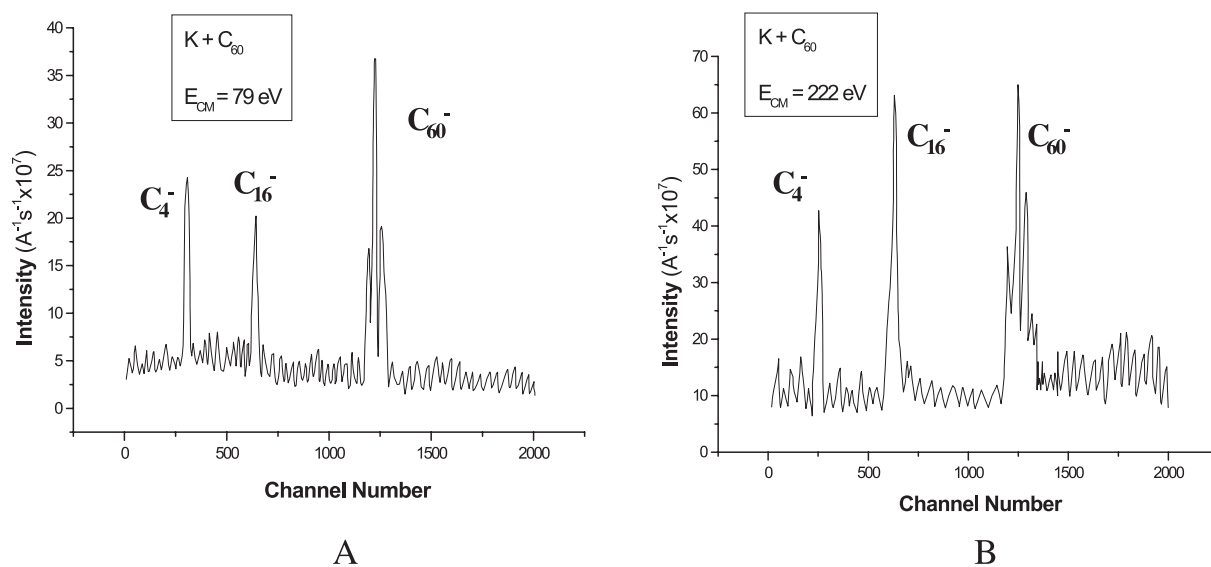 K + C₆₀
E_CM = 79 eV
C₄⁻
C₁₆⁻
C₆₀⁻
Intensity (A⁻¹s⁻¹x10⁷)
40
35
30
25
20
15
10
5
0
0 500 1000 1500 2000
Channel Number
A
K + C₆₀
E_CM = 222 eV
C₄⁻
C₁₆⁻
C₆₀⁻
Intensity (A⁻¹s⁻¹x10⁷)
70
60
50
40
30
20
10
0
0 500 1000 1500 2000
Channel Number
B